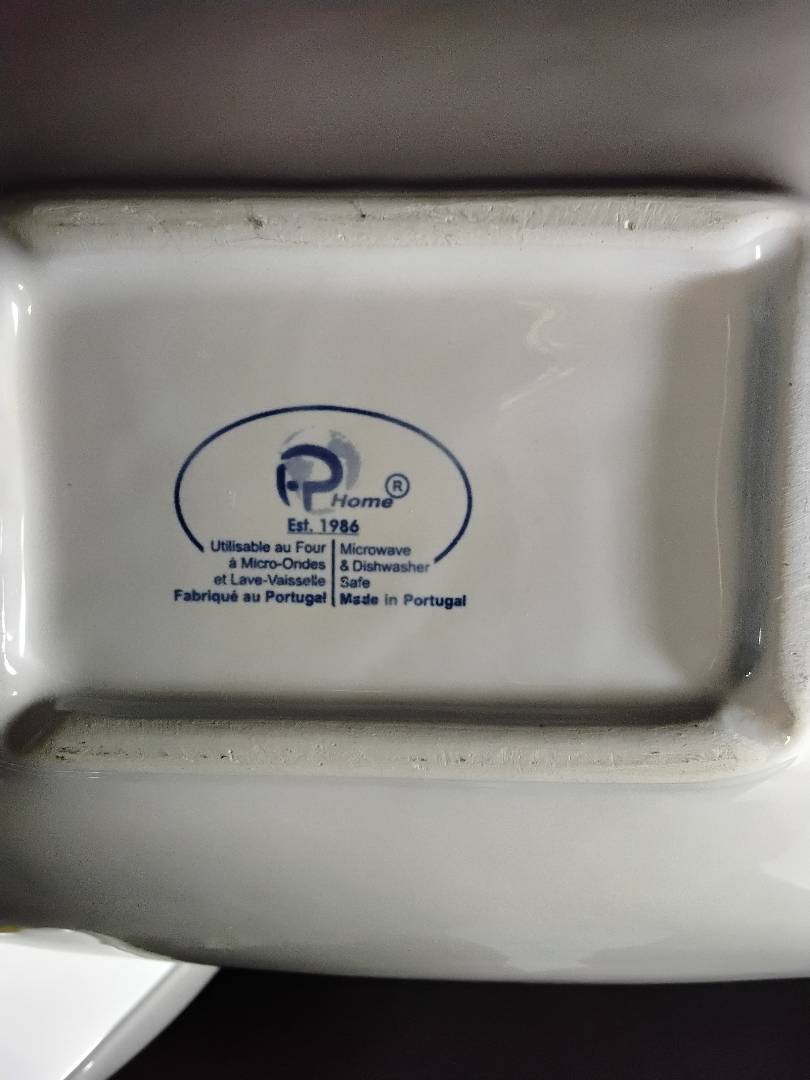 P Home ®
Est. 1986
Utilisable au Four
à Micro-Ondes
et Lave-Vaisselle
Fabriqué au Portugal
Microwave
& Dishwasher
Safe
Made in Portugal